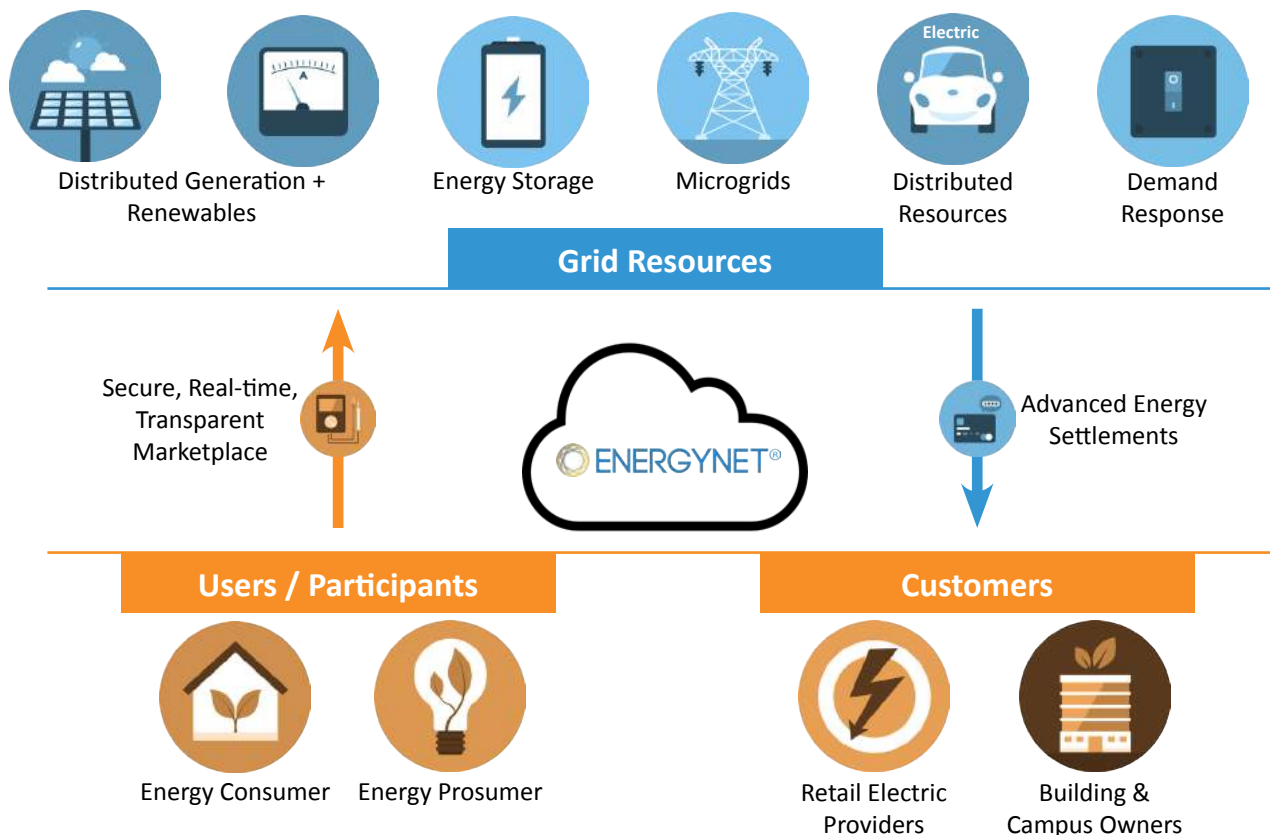 Electric
A
Distributed Generation +
Renewables
Energy Storage
Microgrids
Distributed
Resources
Demand
Response
Grid Resources
Secure, Real-time,
Transparent
Marketplace
ENERGYNET®
Advanced Energy
Settlements
Users / Participants
Customers
Energy Consumer
Energy Prosumer
Retail Electric
Providers
Building &
Campus Owners